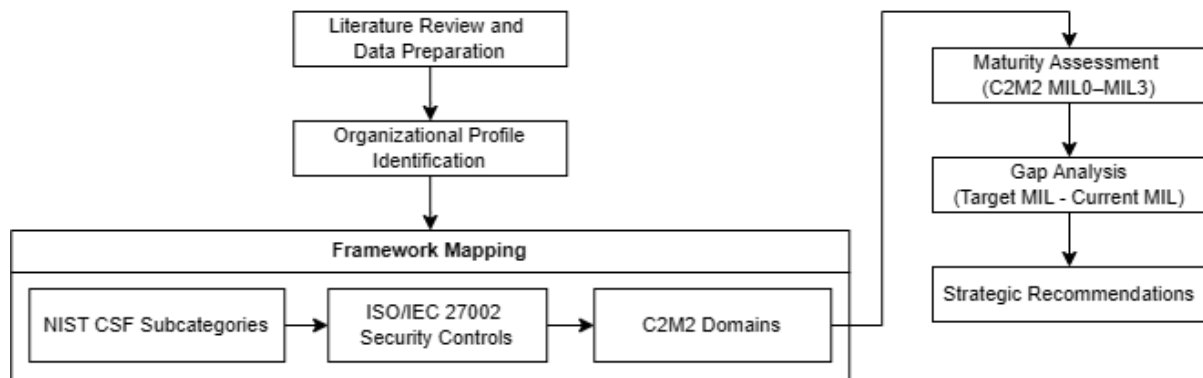 Literature Review and
Data Preparation
Organizational Profile
Identification
Framework Mapping
NIST CSF Subcategories
ISO/IEC 27002
Security Controls
C2M2 Domains
Maturity Assessment
(C2M2 MIL0–MIL3)
Gap Analysis
(Target MIL - Current MIL)
Strategic Recommendations